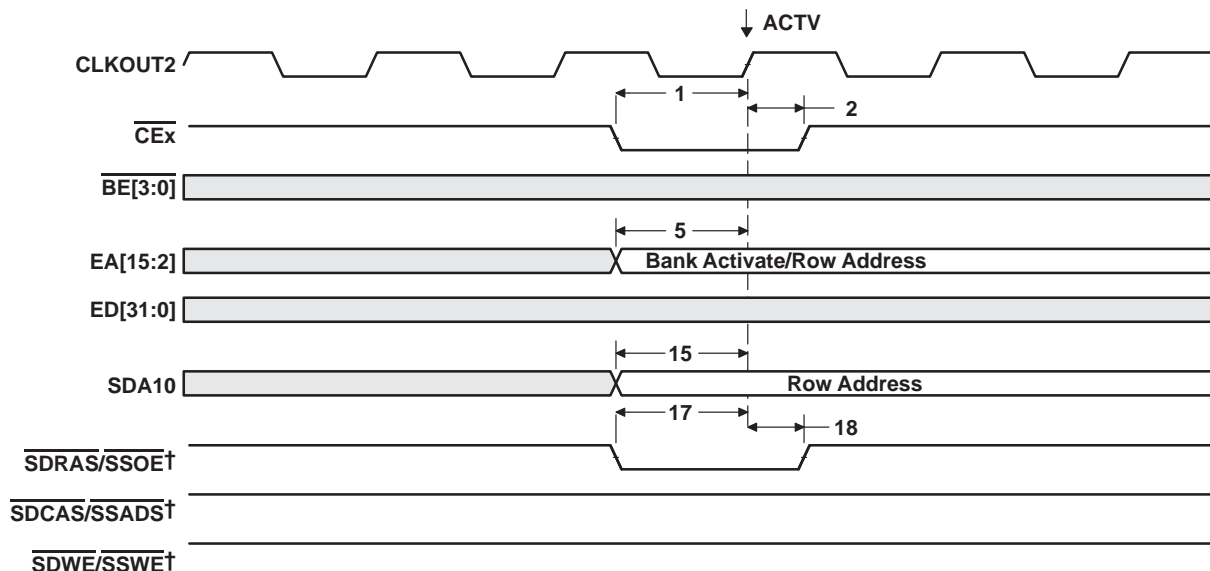 ACTV
CLKOUT2
1
2
CEx
BE[3:0]
5
EA[15:2]
Bank Activate/Row Address
ED[31:0]
15
SDA10
Row Address
17
18
SDRAS/SSOE†
SDCAS/SSADS†
SDWE/SSWE†